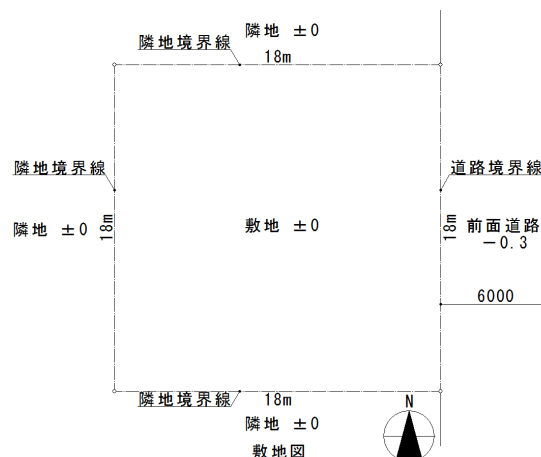 隣地 ±0
隣地境界線
18m
隣地境界線
道路境界線
隣地 ±0
18m
敷地 ±0
18m
前面道路
－0.3
6000
隣地境界線
18m
隣地 ±0
N
敷地図